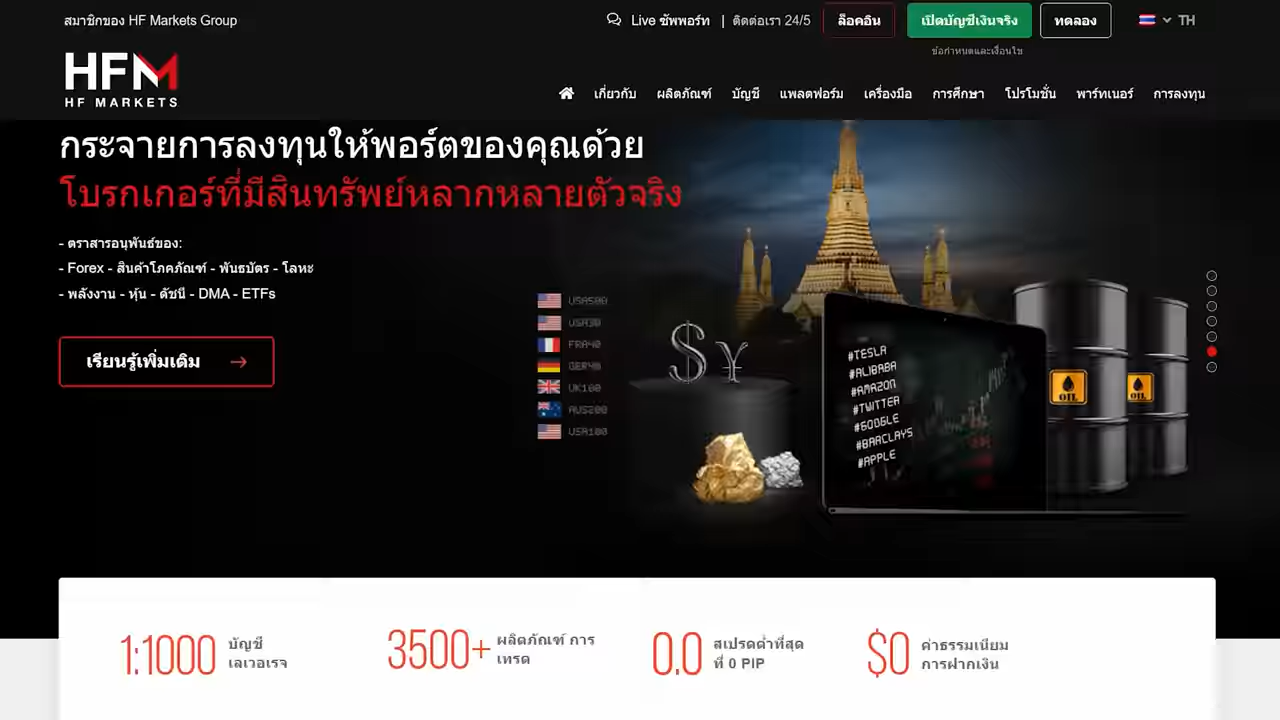 สมาชิกของ HF Markets Group
Live ซัพพอร์ท | ติดต่อเรา 24/5
ล็อคอิน
เปิดบัญชีเงินจริง
ทดลอง
TH
ข้อกำหนดและเงื่อนไข
HFM
HF MARKETS
เกี่ยวกับ ผลิตภัณฑ์ บัญชี แพลตฟอร์ม เครื่องมือ การศึกษา โปรโมชั่น พาร์ทเนอร์ การลงทุน
กระจายการลงทุนให้พอร์ตของคุณด้วย
โบรกเกอร์ที่มีสินทรัพย์หลากหลายตัวจริง
- ตราสารอนุพันธ์ของ:
- Forex - สินค้าโภคภัณฑ์ - พันธบัตร - โลหะ
- พลังงาน - หุ้น - ดัชนี - DMA - ETFs
เรียนรู้เพิ่มเติม →
USA500
USA30
FRA40
GER40
UK100
AUS200
USA100
$ ¥
#TESLA
#ALIBABA
#AMAZON
#TWITTER
#GOOGLE
#BARCLAYS
#APPLE
OIL
OIL
1:1000
บัญชี
เลเวอเรจ
3500+
ผลิตภัณฑ์ การ
เทรด
0.0
สเปรดต่ำที่สุด
ที่ 0 PIP
$0
ค่าธรรมเนียม
การฝากเงิน